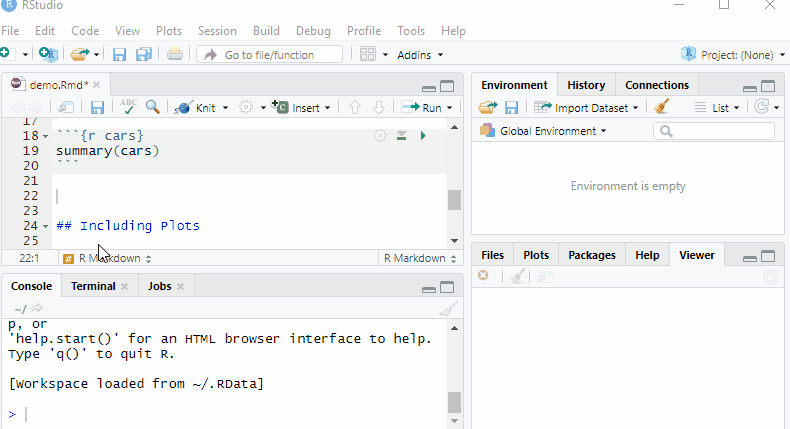 RStudio
File Edit Code View Plots Session Build Debug Profile Tools Help
Go to file/function Addins Project: (None)
demo.Rmd*
Knit Insert Run
17
18 ```{r cars}
19 summary(cars)
20 ```
21
22
23
24 ## Including Plots
25
22:1 # R Markdown R Markdown
Console Terminal Jobs
~/
p, or
'help.start()' for an HTML browser interface to help.
Type 'q()' to quit R.
[Workspace loaded from ~/.RData]
>
Environment History Connections
Import Dataset List
Global Environment
Environment is empty
Files Plots Packages Help Viewer